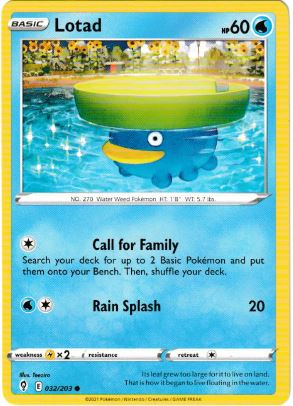 BASIC Lotad HP 60
NO. 270 Water Weed Pokémon HT: 1'8" WT: 5.7 lbs.
Call for Family
Search your deck for up to 2 Basic Pokémon and put
them onto your Bench. Then, shuffle your deck.
Rain Splash 20
weakness ×2 resistance retreat
Illus. Teeziro
E 032/203
Its leaf grew too large for it to live on land.
That is how it began to live floating in the water.
©2021 Pokémon / Nintendo / Creatures / GAME FREAK